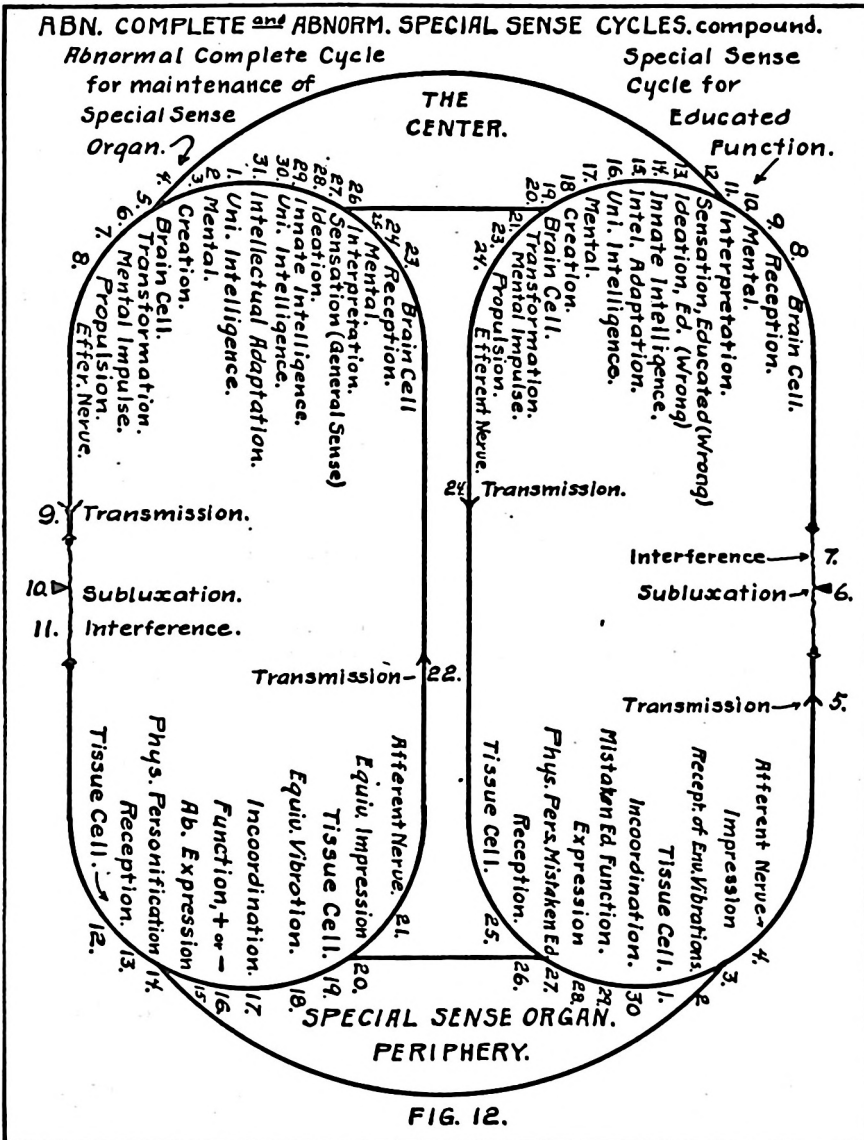 ABN. COMPLETE and ABNORM. SPECIAL SENSE CYCLES. compound.
Abnormal Complete Cycle
for maintenance of
Special Sense
Organ.
Special Sense
Cycle for
Educated
Function.
THE
CENTER.
1. Uni. Intelligence.
2. Mental.
3. Creation.
4. Brain Cell.
5. Transformation.
6. Mental Impulse.
7. Propulsion.
8. Effer. Nerve.
9. Transmission.
10. Subluxation.
11. Interference.
Tissue Cell. 12.
Reception. 13.
Phys. Personification 14.
Ab. Expression 15.
Function, + or - 16.
Incoordination. 17.
Equiv. Vibration. 18.
Tissue Cell. 19.
Equiv. Impression 20.
Afferent Nerve. 21.
Transmission- 22.
23. Brain Cell
24. Reception.
25. Mental.
26. Interpretation.
27. Sensation (General Sense)
28. Ideation.
29. Innate Intelligence.
30. Uni. Intelligence.
31. Intellectual Adaptation.
Tissue Cell. 1.
Recept. of Env. Vibrations. 2
Impression 3.
Afferent Nerve 4.
Transmission 5.
Subluxation 6.
Interference 7.
8. Brain Cell.
9. Reception.
10. Mental.
11. Interpretation.
12. Sensation, Educated (Wrong)
13. Ideation, Ed. (Wrong)
14. Innate Intelligence.
15. Intel. Adaptation.
16. Uni. Intelligence.
17. Mental.
18. Creation.
19. Brain Cell.
20. Transformation.
21. Mental Impulse.
23. Propulsion.
24. Efferent Nerve.
24. Transmission.
Tissue Cell. 25.
Reception. 26.
Phys. Pers. Mistaken Ed. 27.
Expression 28.
Mistaken Ed. Function. 29.
Incoordination. 30
SPECIAL SENSE ORGAN.
PERIPHERY.
FIG. 12.